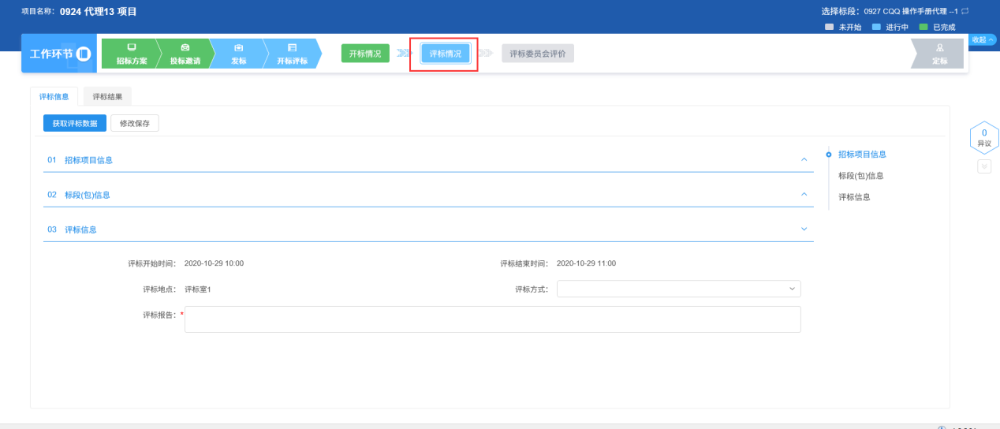 项目名称: 0924 代理13 项目
选择标段: 0927 CQQ 操作手册代理 --1
未开始 进行中 已完成
工作环节
招标方案 投标邀请 发标 开标评标
开标情况 评标情况 评标委员会评价
定标
收起
评标信息 评标结果
获取评标数据 修改保存
01 招标项目信息
02 标段(包)信息
03 评标信息
评标开始时间: 2020-10-29 10:00 评标结束时间: 2020-10-29 11:00
评标地点: 评标室1 评标方式:
评标报告: *
招标项目信息
标段(包)信息
评标信息
0
异议